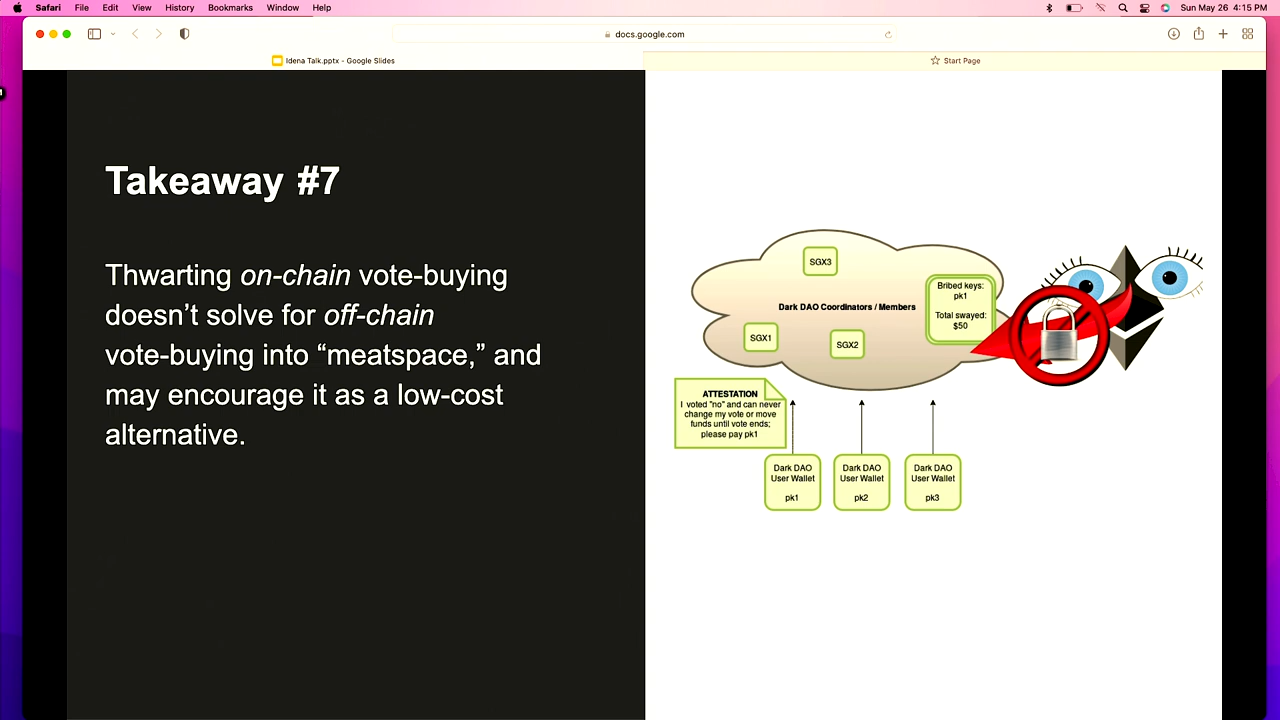 Safari File Edit View History Bookmarks Window Help Sun May 26 4:15 PM
docs.google.com
Idena Talk.pptx - Google Slides Start Page
Takeaway #7
Thwarting on-chain vote-buying
doesn’t solve for off-chain
vote-buying into “meatspace,” and
may encourage it as a low-cost
alternative.
SGX3
Dark DAO Coordinators / Members
SGX1
SGX2
Bribed keys:
pk1
Total swayed:
$50
ATTESTATION
I voted "no" and can never
change my vote or move
funds until vote ends;
please pay pk1
Dark DAO
User Wallet
pk1
Dark DAO
User Wallet
pk2
Dark DAO
User Wallet
pk3